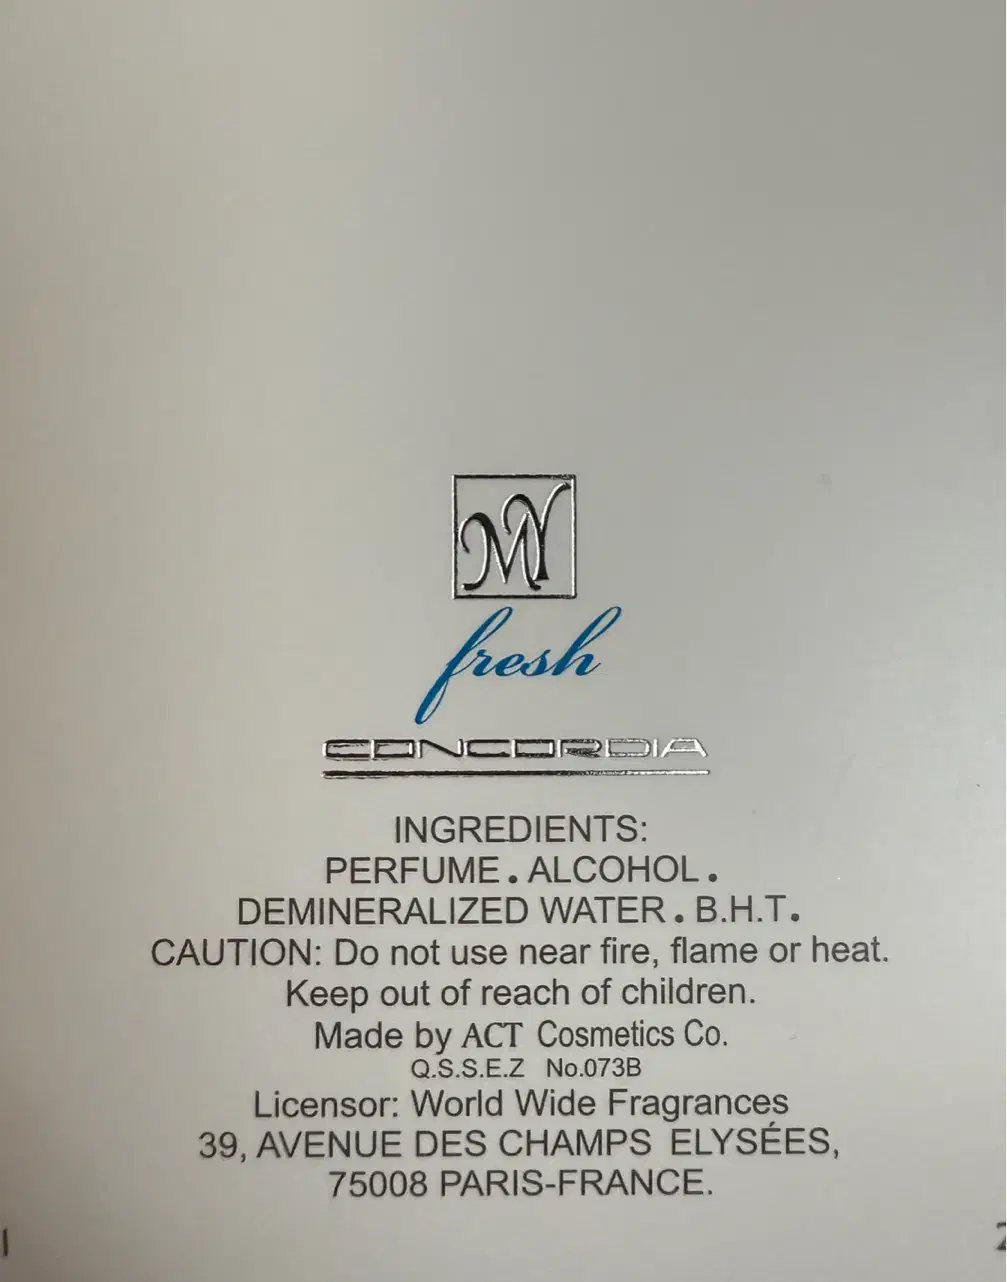 MY
fresh
CONCORDIA
INGREDIENTS:
PERFUME . ALCOHOL .
DEMINERALIZED WATER . B.H.T.
CAUTION: Do not use near fire, flame or heat.
Keep out of reach of children.
Made by ACT Cosmetics Co.
Q.S.S.E.Z No.073B
Licensor: World Wide Fragrances
39, AVENUE DES CHAMPS ELYSÉES,
75008 PARIS-FRANCE.